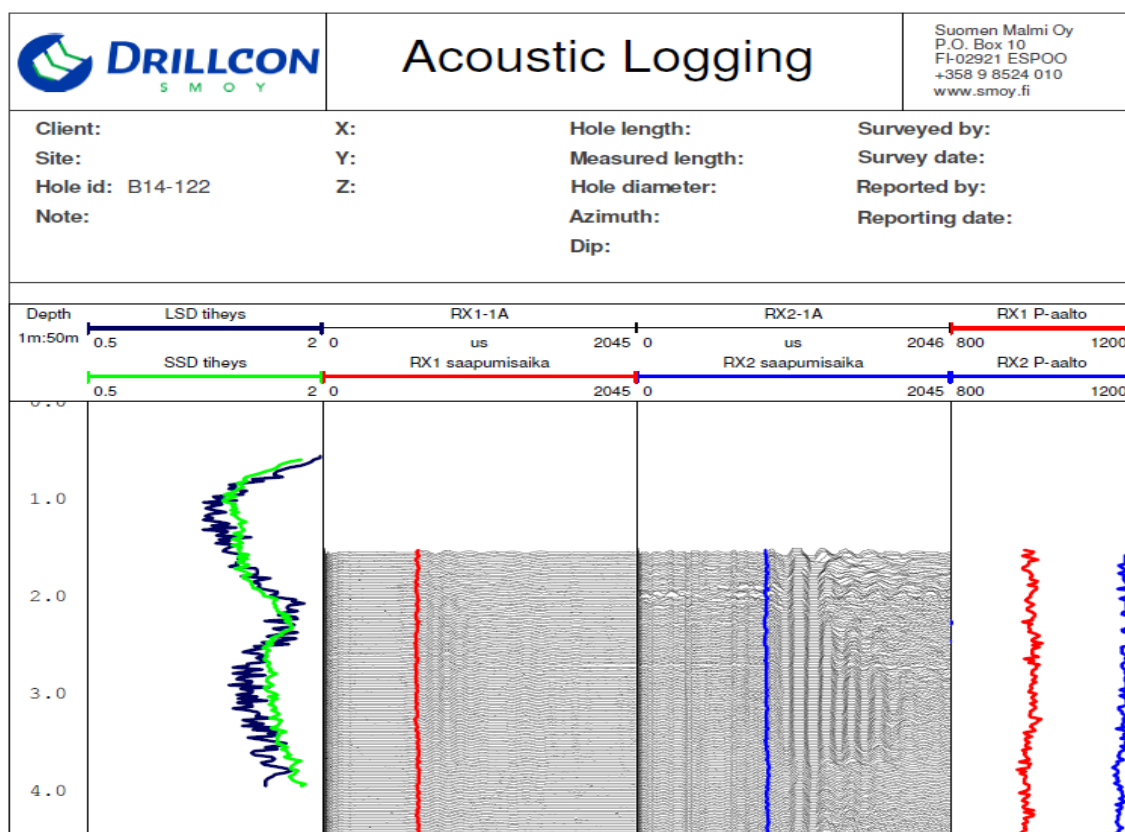 DRILLCON
SMOY
Acoustic Logging
Suomen Malmi Oy
P.O. Box 10
FI-02921 ESPOO
+358 9 8524 010
www.smoy.fi
Client: X: Hole length: Surveyed by:
Site: Y: Measured length: Survey date:
Hole id: B14-122 Z: Hole diameter: Reported by:
Note: Azimuth: Reporting date:
Dip:
Depth LSD tiheys RX1-1A RX2-1A RX1 P-aalto
1m:50m 0.5 2 0 us 2045 0 us 2046 800 1200
SSD tiheys RX1 saapumisaika RX2 saapumisaika RX2 P-aalto
0.5 2 0 2045 0 2045 800 1200
0.0
1.0
2.0
3.0
4.0